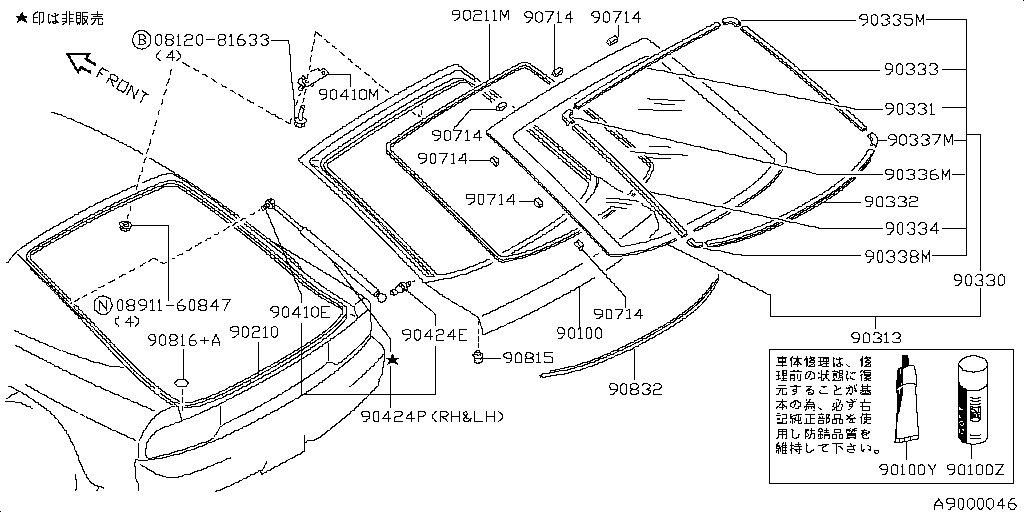 ★印は非販売
Ⓑ08120-81633
(4)
FRONT
90410M
90211M
90714
90714
90714
90714
90714
90335M
90333
90331
90337M
90336M
90332
90334
90338M
90330
90313
Ⓝ08911-60847
(4)
90816+A
90210
90410E
90424E
90815
90100
90714
90832
★
90424P(RH&LH)
車体修理は、修
理前の状態に復
元することが基
本の為、必ず右
記純正部品を使
用し防錆品質を
維持して下さい。
90100Y
90100Z
A9000046